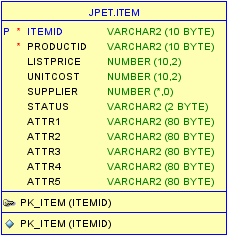 JPET.ITEM
P * ITEMID VARCHAR2 (10 BYTE)
* PRODUCTID VARCHAR2 (10 BYTE)
LISTPRICE NUMBER (10,2)
UNITCOST NUMBER (10,2)
SUPPLIER NUMBER (*,0)
STATUS VARCHAR2 (2 BYTE)
ATTR1 VARCHAR2 (80 BYTE)
ATTR2 VARCHAR2 (80 BYTE)
ATTR3 VARCHAR2 (80 BYTE)
ATTR4 VARCHAR2 (80 BYTE)
ATTR5 VARCHAR2 (80 BYTE)
PK_ITEM (ITEMID)
PK_ITEM (ITEMID)